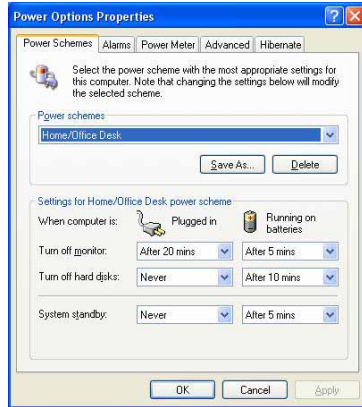 Power Options Properties
Power Schemes Alarms Power Meter Advanced Hibernate
Select the power scheme with the most appropriate settings for
this computer. Note that changing the settings below will modify
the selected scheme.
Power schemes
Home/Office Desk
Save As... Delete
Settings for Home/Office Desk power scheme
When computer is: Plugged in Running on
batteries
Turn off monitor: After 20 mins After 5 mins
Turn off hard disks: Never After 10 mins
System standby: Never After 5 mins
OK Cancel Apply